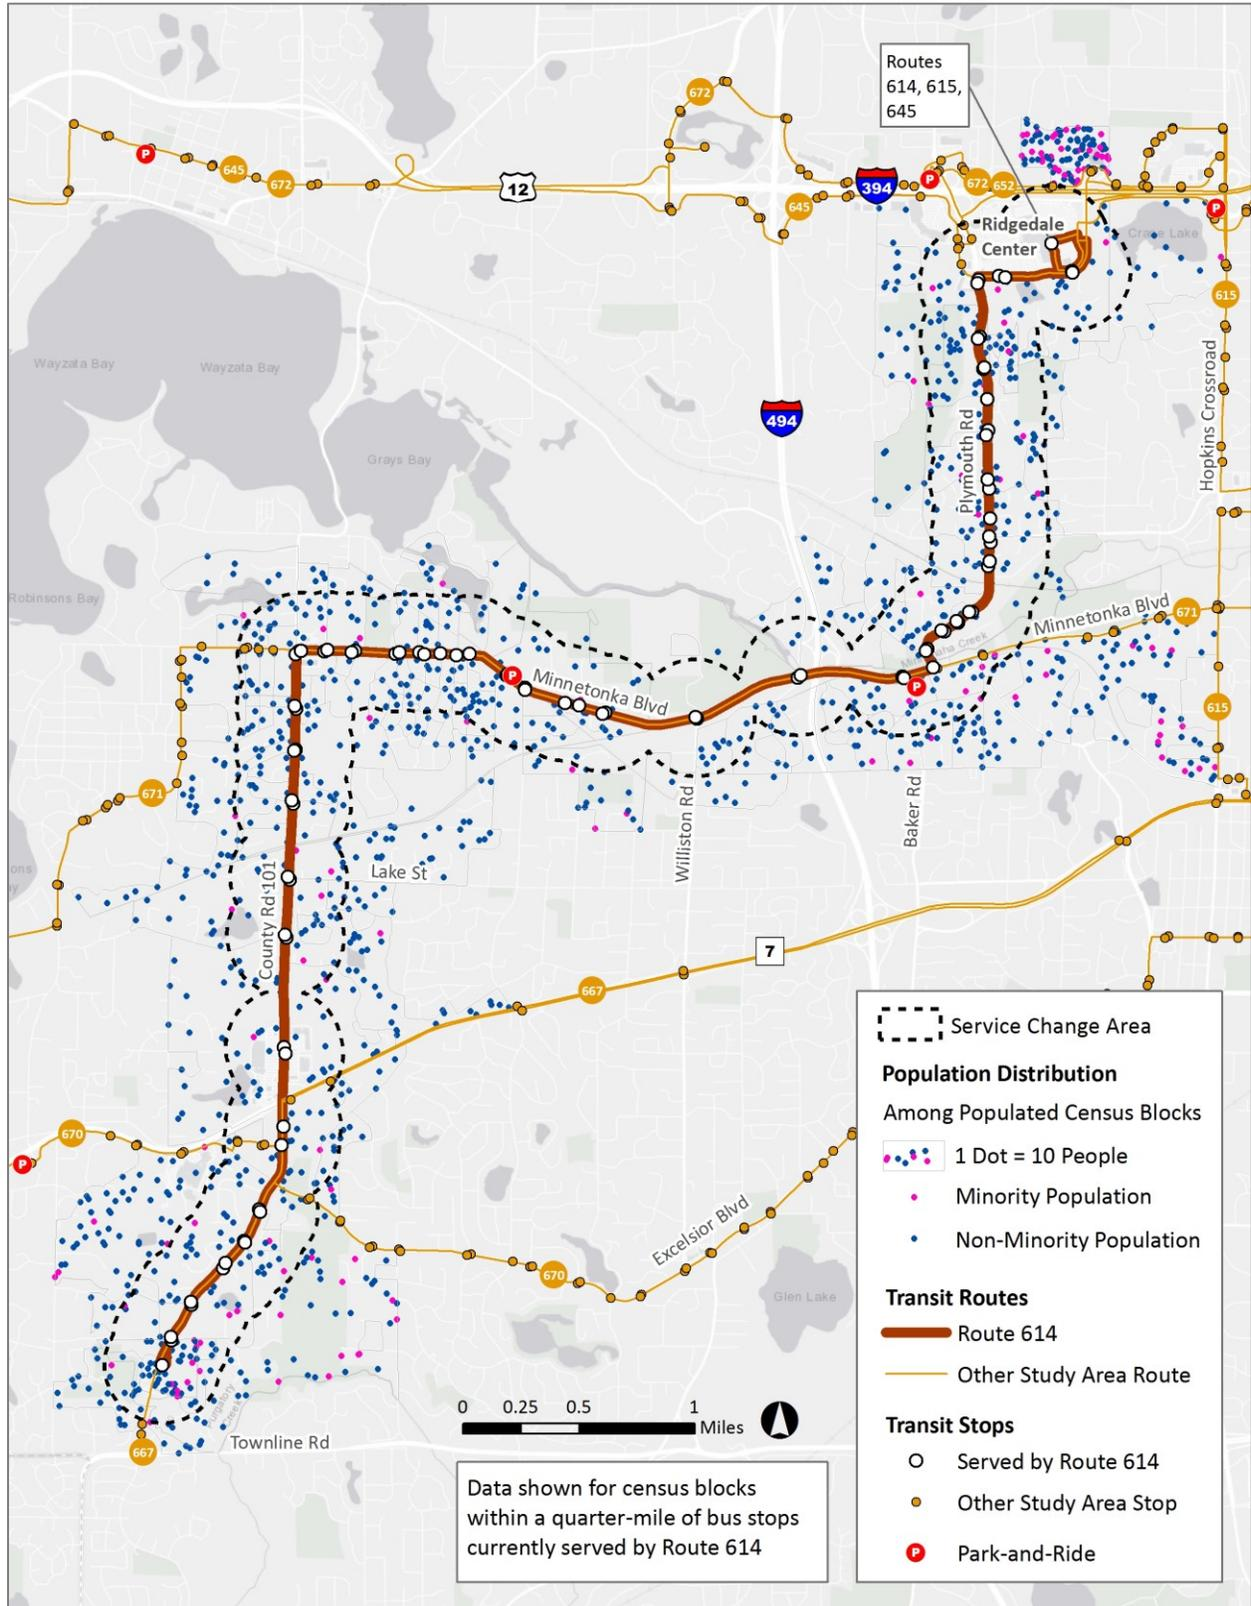 Routes
614, 615,
645
672
P
645
672
12
394
P
672
652
645
P
Ridgedale
Center
Crane Lake
615
Wayzata Bay
Wayzata Bay
494
Hopkins Crossroad
Plymouth Rd
Grays Bay
Robinsons Bay
Minnetonka Blvd
671
P
Minnetonka Blvd
P
615
671
Williston Rd
Baker Rd
Lake St
County Rd 101
7
667
670
P
Excelsior Blvd
670
Glen Lake
Purgatory
Creek
667
Townline Rd
0 0.25 0.5 1
Miles
Data shown for census blocks
within a quarter-mile of bus stops
currently served by Route 614
Service Change Area
Population Distribution
Among Populated Census Blocks
1 Dot = 10 People
Minority Population
Non-Minority Population
Transit Routes
Route 614
Other Study Area Route
Transit Stops
Served by Route 614
Other Study Area Stop
P Park-and-Ride